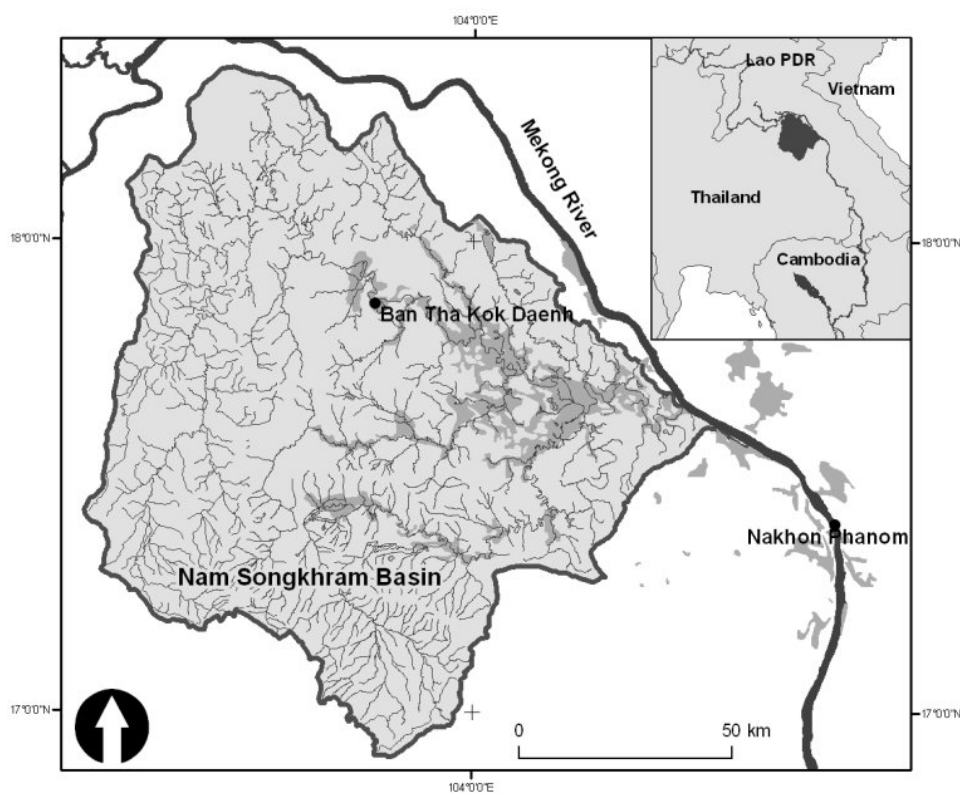 104°0'0"E
Lao PDR
Vietnam
Mekong River
Thailand
18°0'0"N
18°0'0"N
Cambodia
Ban Tha Kok Daenh
Nakhon Phanom
Nam Songkhram Basin
17°0'0"N
17°0'0"N
0 50 km
104°0'0"E